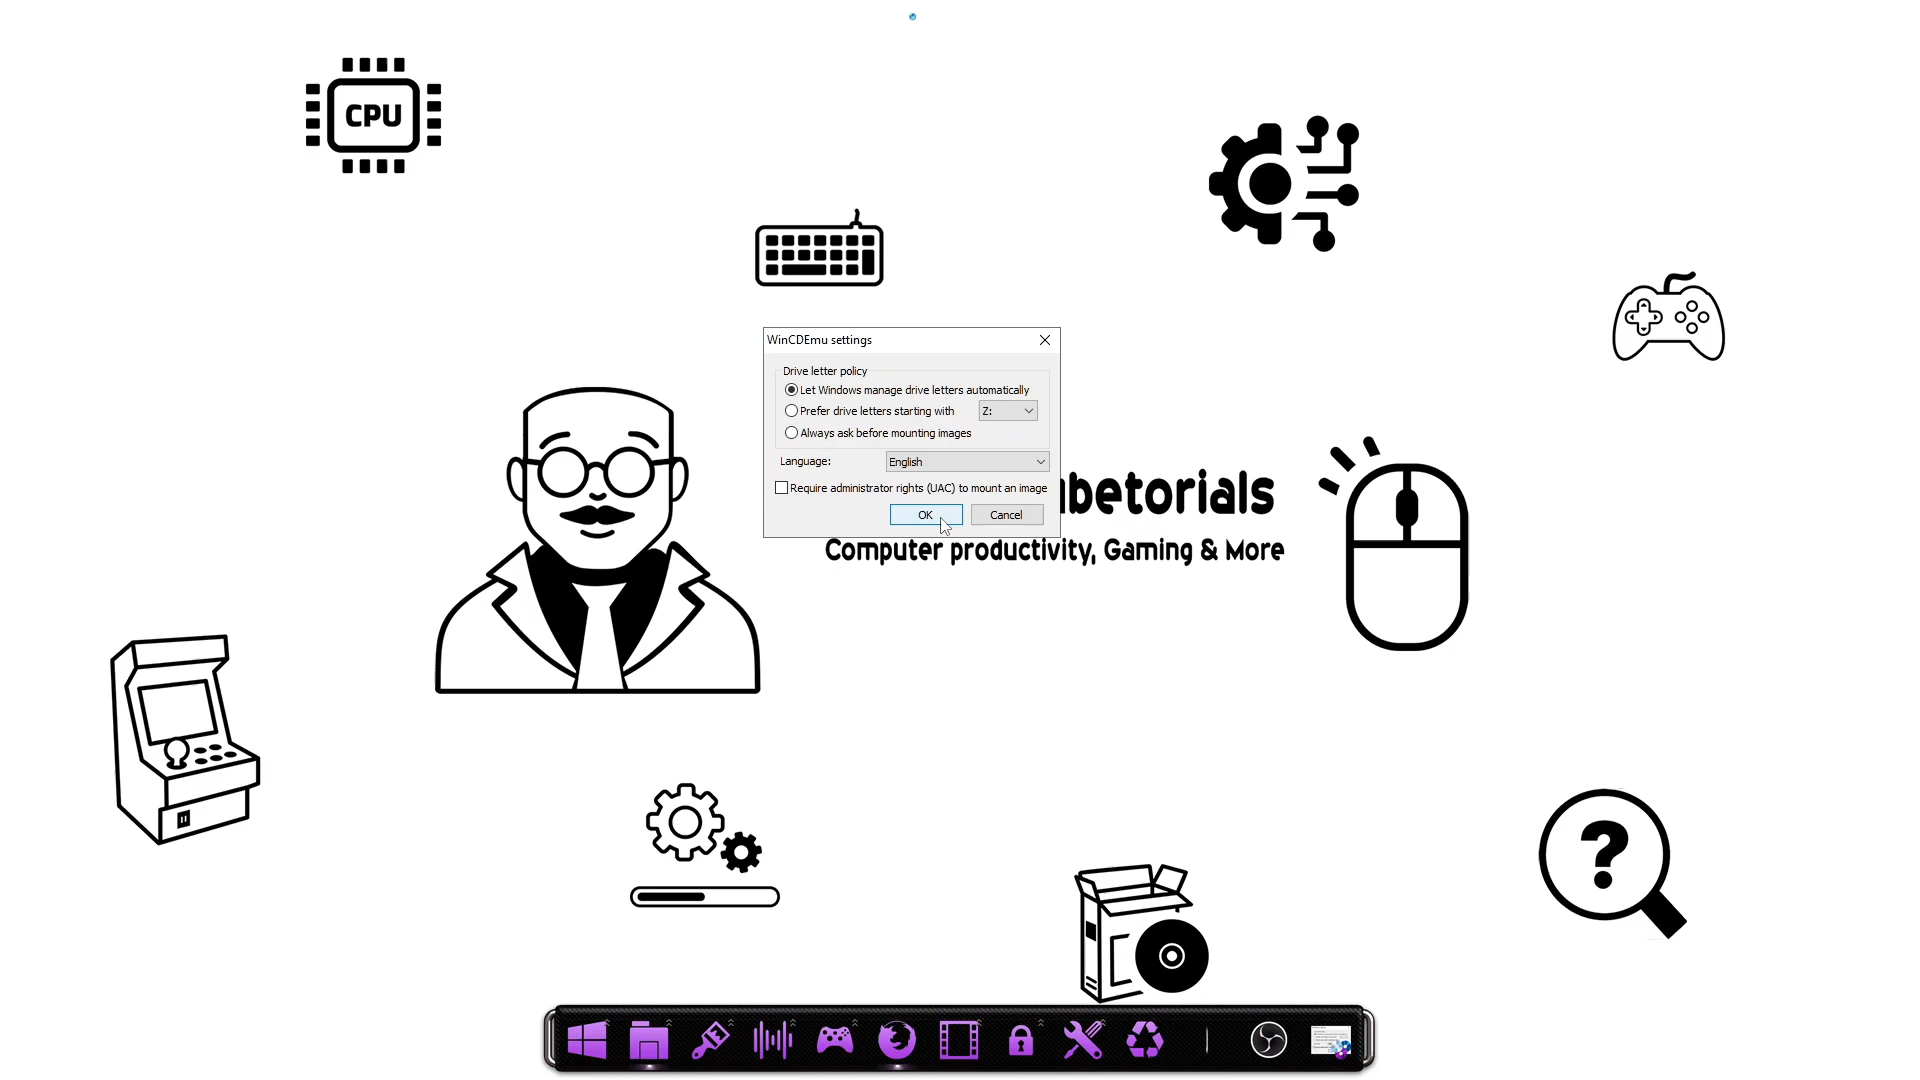 CPU
WinCDEmu settings
Drive letter policy
Let Windows manage drive letters automatically
Prefer drive letters starting with
Z:
Always ask before mounting images
Language:
English
Require administrator rights (UAC) to mount an image
OK
Cancel
betorials
Computer productivity, Gaming & More
?